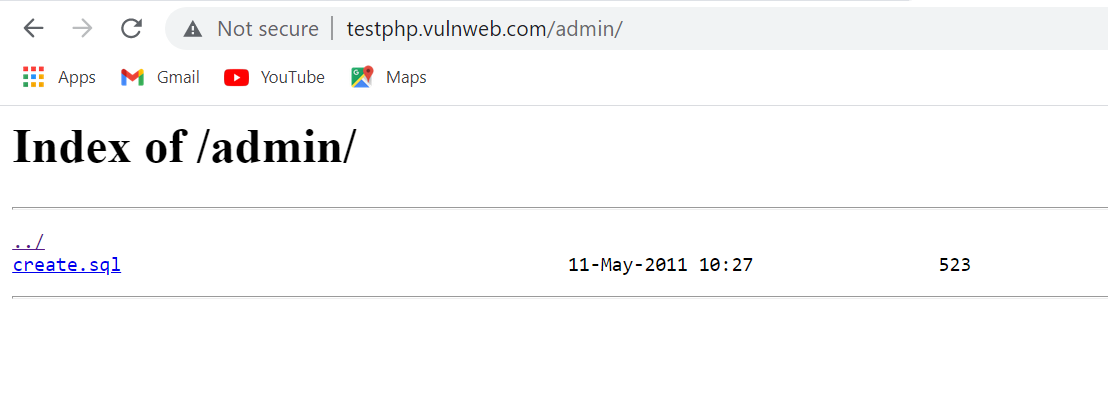 Not secure | testphp.vulnweb.com/admin/
Apps Gmail YouTube Maps
Index of /admin/
../
create.sql 11-May-2011 10:27 523